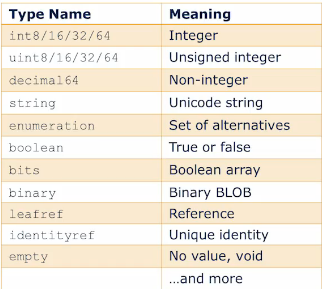 Type Name Meaning
int8/16/32/64 Integer
uint8/16/32/64 Unsigned integer
decimal64 Non-integer
string Unicode string
enumeration Set of alternatives
boolean True or false
bits Boolean array
binary Binary BLOB
leafref Reference
identityref Unique identity
empty No value, void
…and more